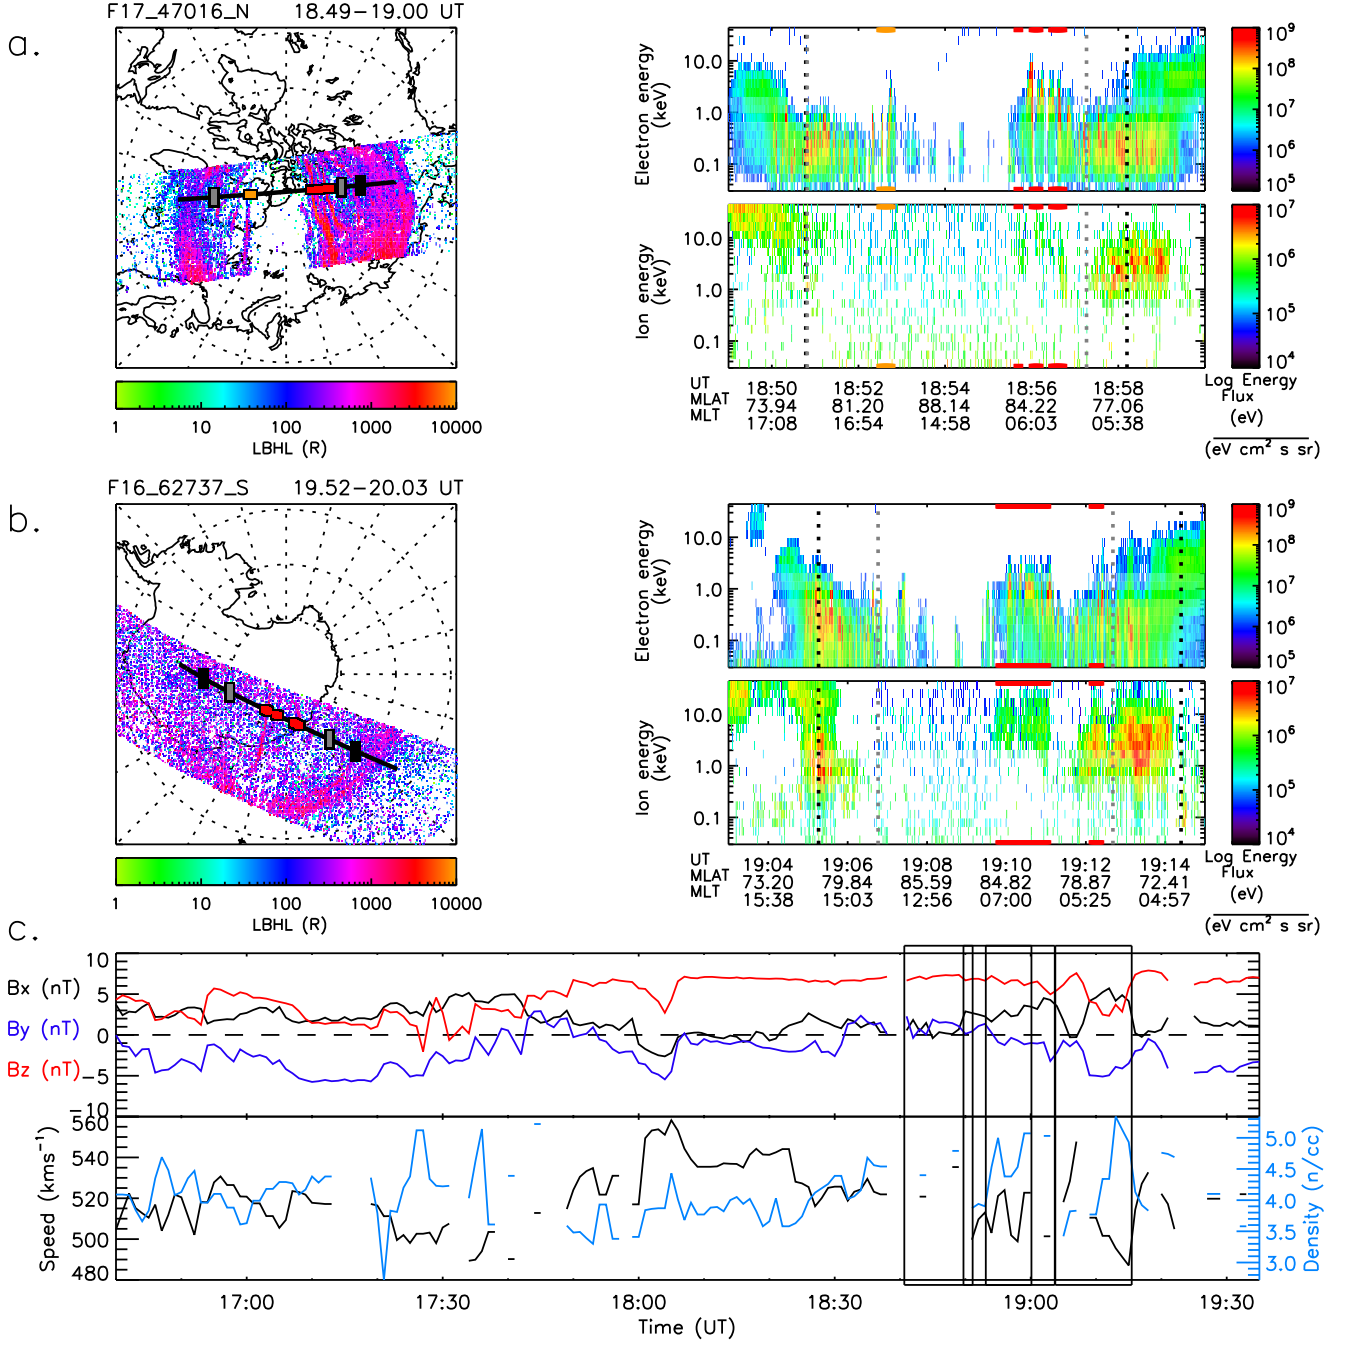 a.
F17_47016_N 18.49-19.00 UT
1 10 100 1000 10000
LBHL (R)
Electron energy
(keV)
10.0
1.0
0.1
10⁹
10⁸
10⁷
10⁶
10⁵
Ion energy
(keV)
10.0
1.0
0.1
10⁷
10⁶
10⁵
10⁴
UT 18:50 18:52 18:54 18:56 18:58
MLAT 73.94 81.20 88.14 84.22 77.06
MLT 17:08 16:54 14:58 06:03 05:38
Log Energy
Flux
(eV)
(eV cm² s sr)
b.
F16_62737_S 19.52-20.03 UT
1 10 100 1000 10000
LBHL (R)
Electron energy
(keV)
10.0
1.0
0.1
10⁹
10⁸
10⁷
10⁶
10⁵
Ion energy
(keV)
10.0
1.0
0.1
10⁷
10⁶
10⁵
10⁴
UT 19:04 19:06 19:08 19:10 19:12 19:14
MLAT 73.20 79.84 85.59 84.82 78.87 72.41
MLT 15:38 15:03 12:56 07:00 05:25 04:57
Log Energy
Flux
(eV)
(eV cm² s sr)
c.
Bx (nT)
By (nT)
Bz (nT)
10
5
0
-5
-10
Speed (kms⁻¹)
560
540
520
500
480
5.0
4.5
4.0
3.5
3.0
Density (n/cc)
17:00 17:30 18:00 18:30 19:00 19:30
Time (UT)